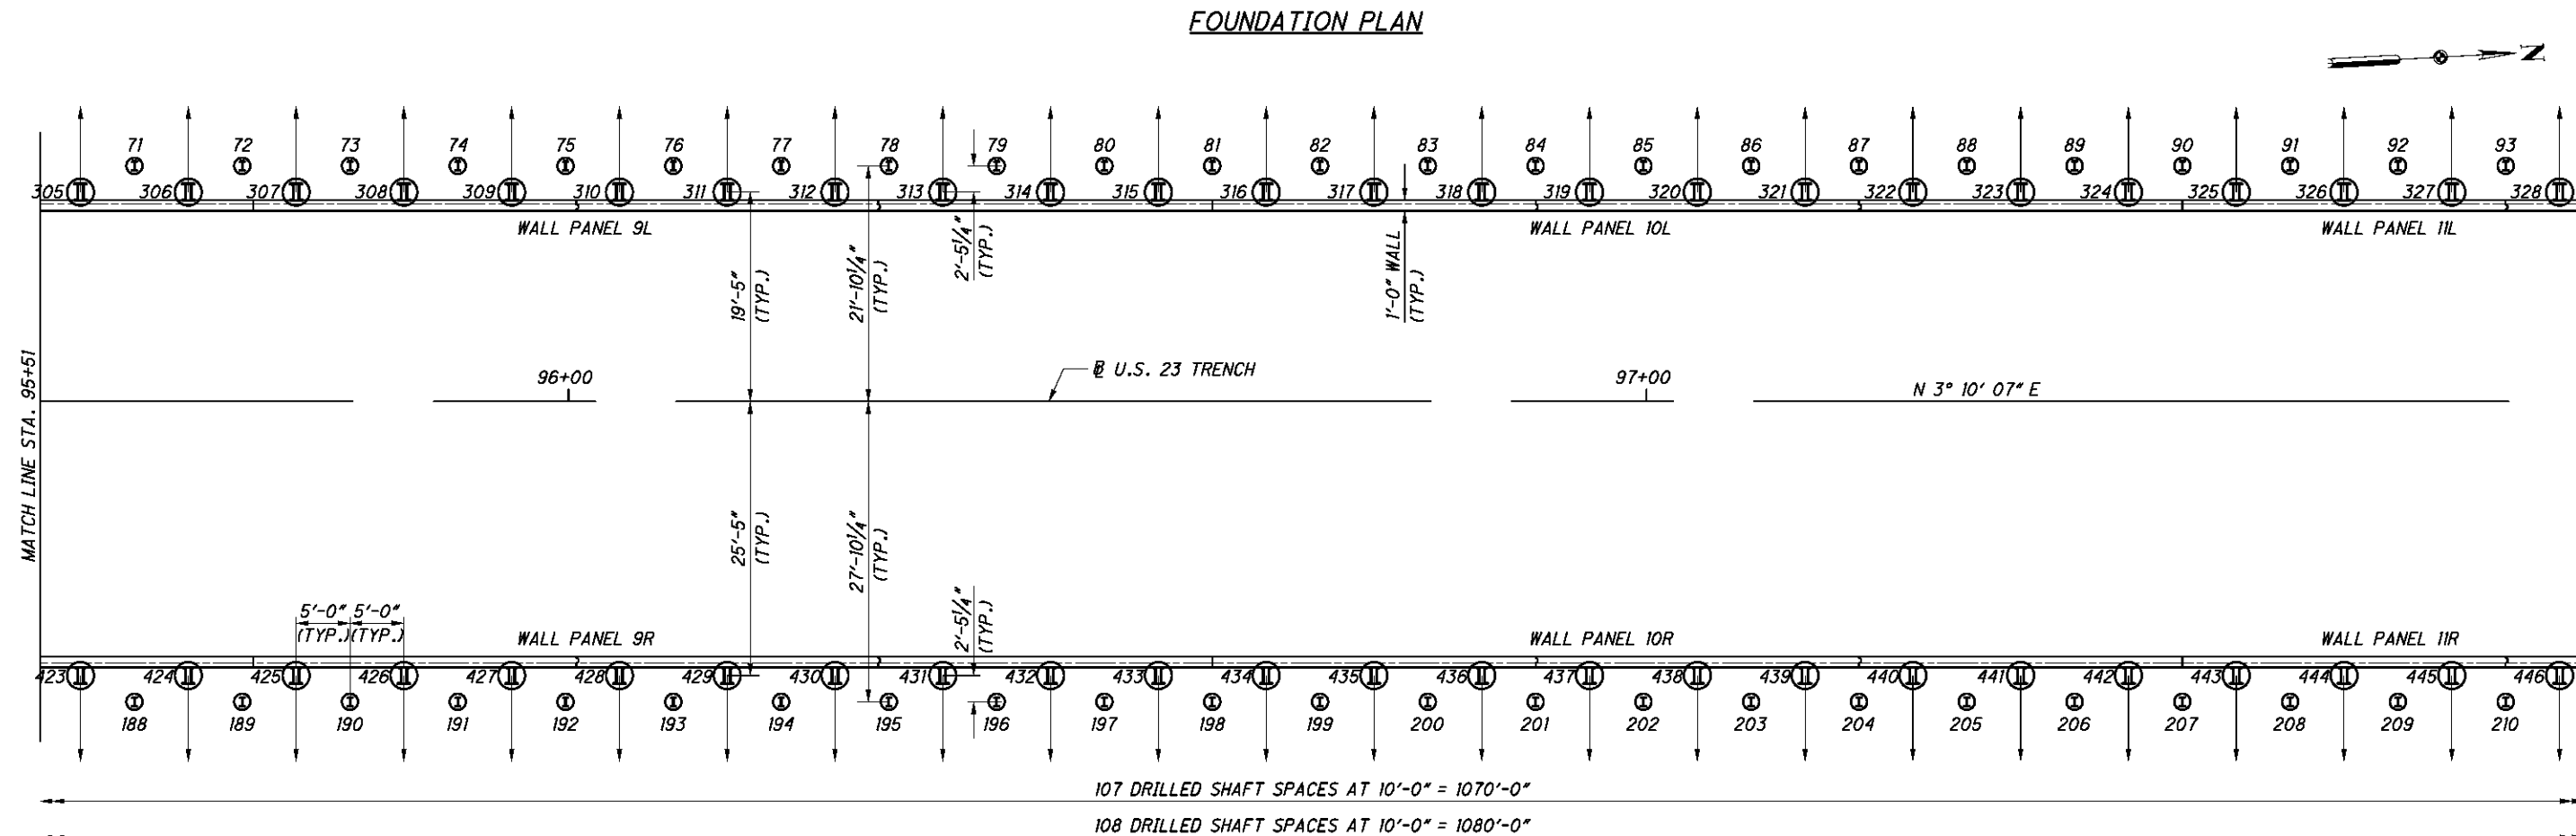 FOUNDATION PLAN
N
71 72 73 74 75 76 77 78 79 80 81 82 83 84 85 86 87 88 89 90 91 92 93
305 306 307 308 309 310 311 312 313 314 315 316 317 318 319 320 321 322 323 324 325 326 327 328
WALL PANEL 9L
WALL PANEL 10L
WALL PANEL 11L
19'-5"
(TYP.)
21'-10 1/4"
(TYP.)
2'-5 1/4"
(TYP.)
1'-0" WALL
(TYP.)
MATCH LINE STA. 95+51
96+00
℄ U.S. 23 TRENCH
97+00
N 3° 10' 07" E
25'-5"
(TYP.)
27'-10 1/4"
(TYP.)
2'-5 1/4"
(TYP.)
5'-0" 5'-0"
(TYP.) (TYP.)
WALL PANEL 9R
WALL PANEL 10R
WALL PANEL 11R
423 424 425 426 427 428 429 430 431 432 433 434 435 436 437 438 439 440 441 442 443 444 445 446
188 189 190 191 192 193 194 195 196 197 198 199 200 201 202 203 204 205 206 207 208 209 210
107 DRILLED SHAFT SPACES AT 10'-0" = 1070'-0"
108 DRILLED SHAFT SPACES AT 10'-0" = 1080'-0"